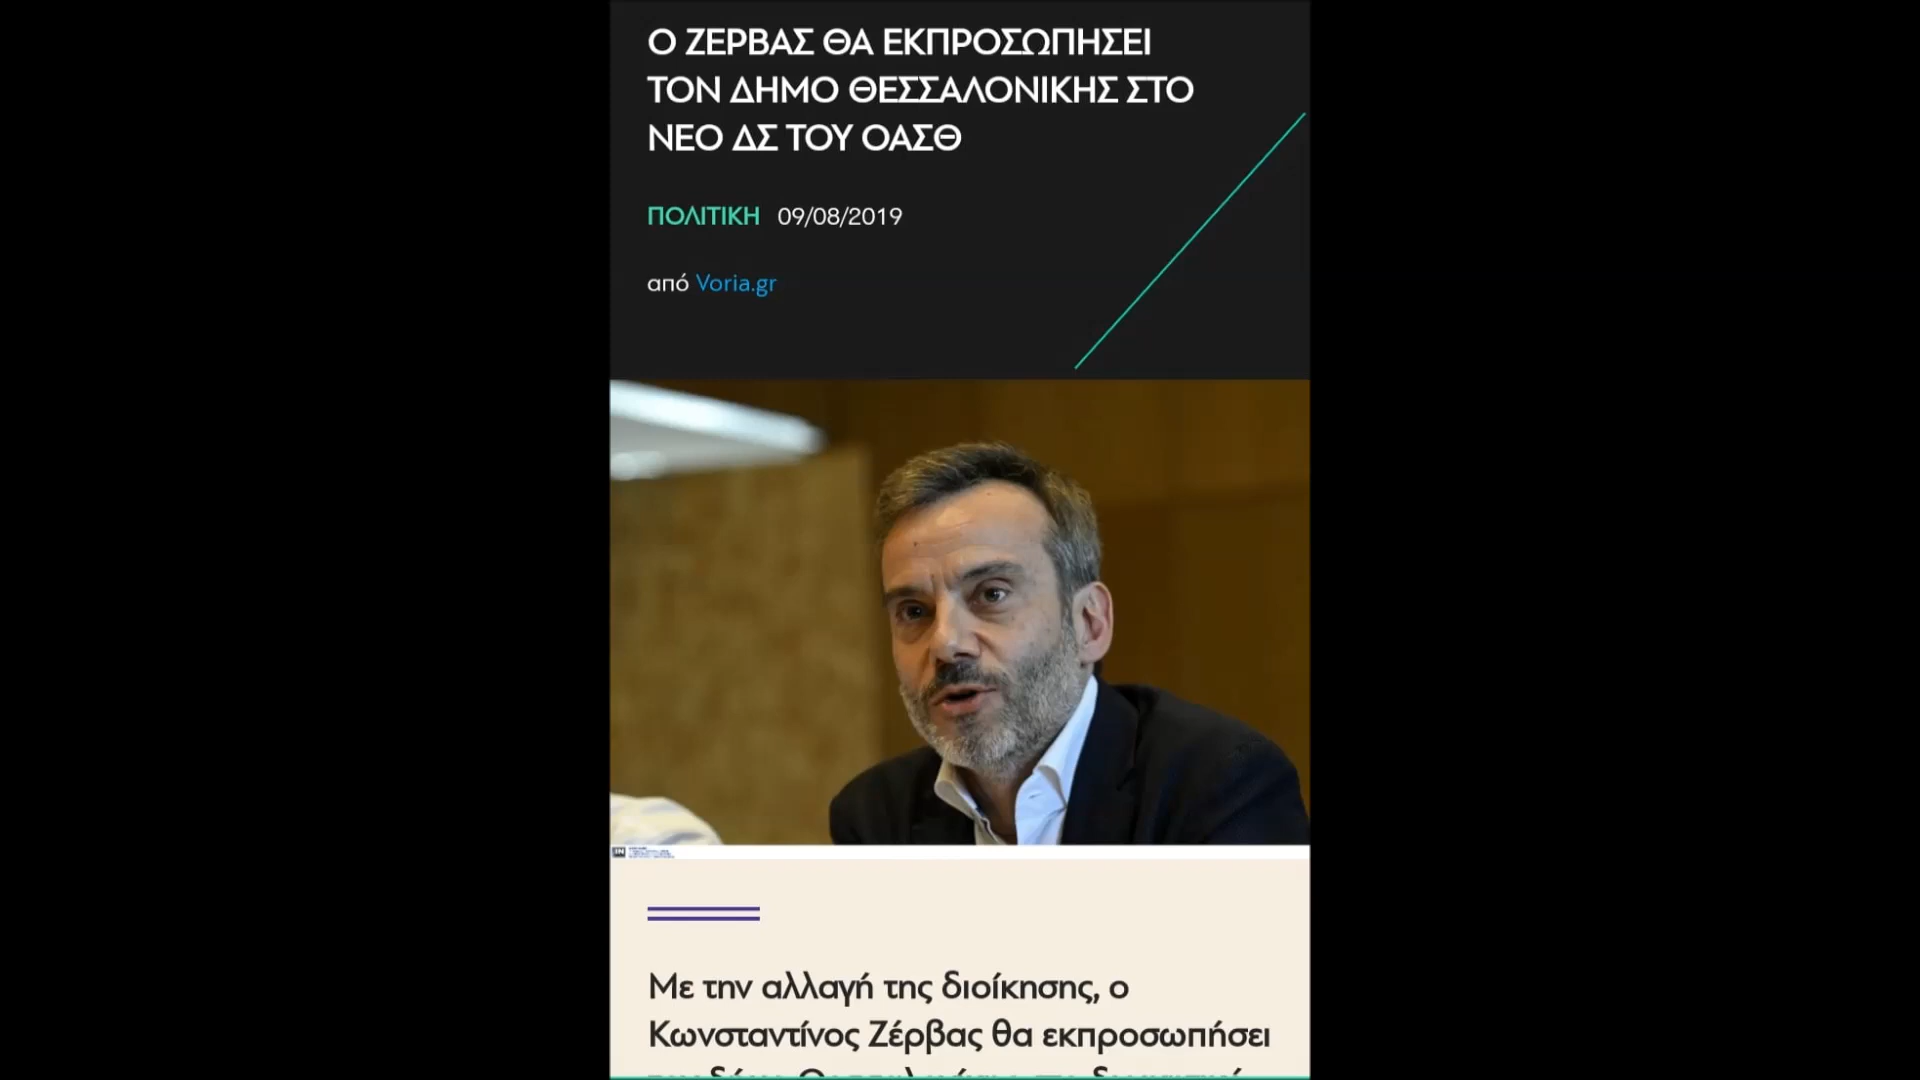 Ο ΖΕΡΒΑΣ ΘΑ ΕΚΠΡΟΣΩΠΗΣΕΙ
ΤΟΝ ΔΗΜΟ ΘΕΣΣΑΛΟΝΙΚΗΣ ΣΤΟ
ΝΕΟ ΔΣ ΤΟΥ ΟΑΣΘ
ΠΟΛΙΤΙΚΗ 09/08/2019
από Voria.gr
Με την αλλαγή της διοίκησης, ο
Κωνσταντίνος Ζέρβας θα εκπροσωπήσει